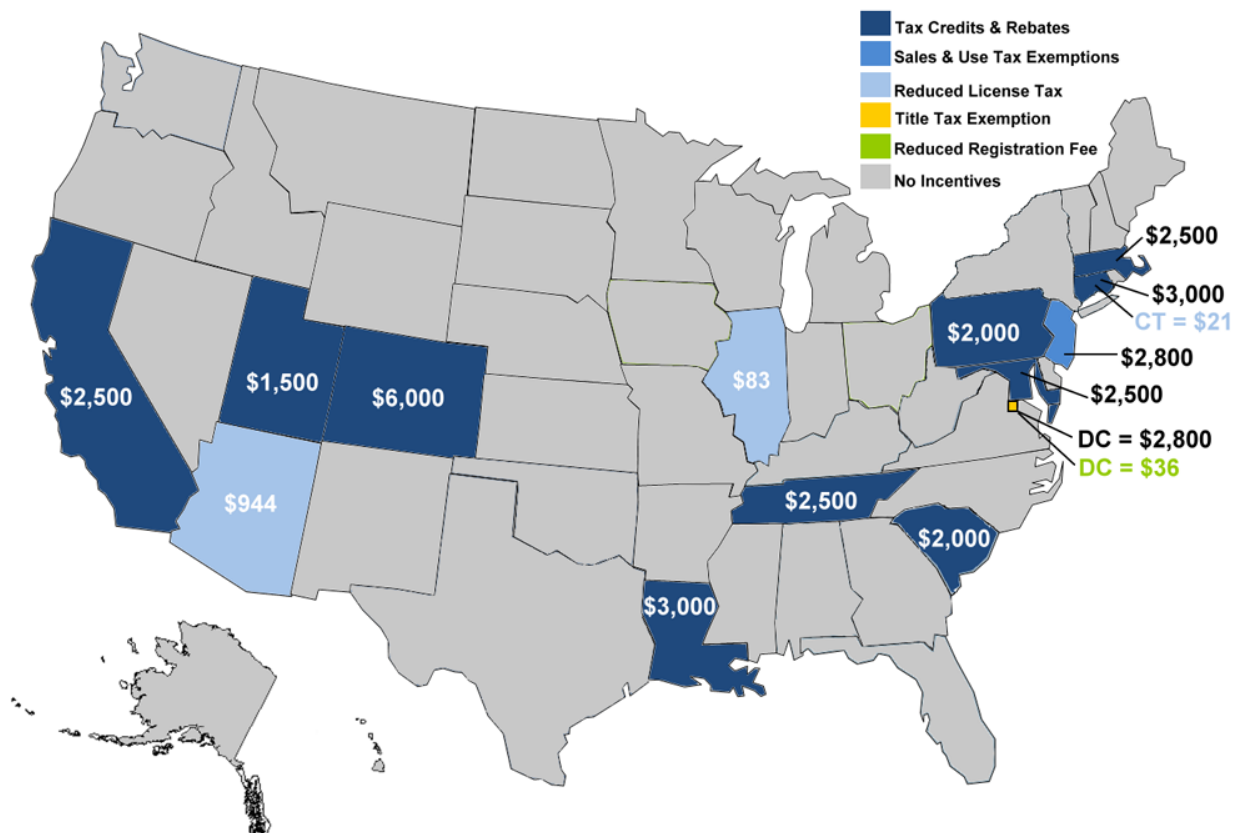 Tax Credits & Rebates
Sales & Use Tax Exemptions
Reduced License Tax
Title Tax Exemption
Reduced Registration Fee
No Incentives
$2,500
$3,000
CT = $21
$2,800
$2,500
DC = $2,800
DC = $36
$2,000
$2,500
$1,500
$6,000
$83
$944
$2,500
$2,000
$3,000